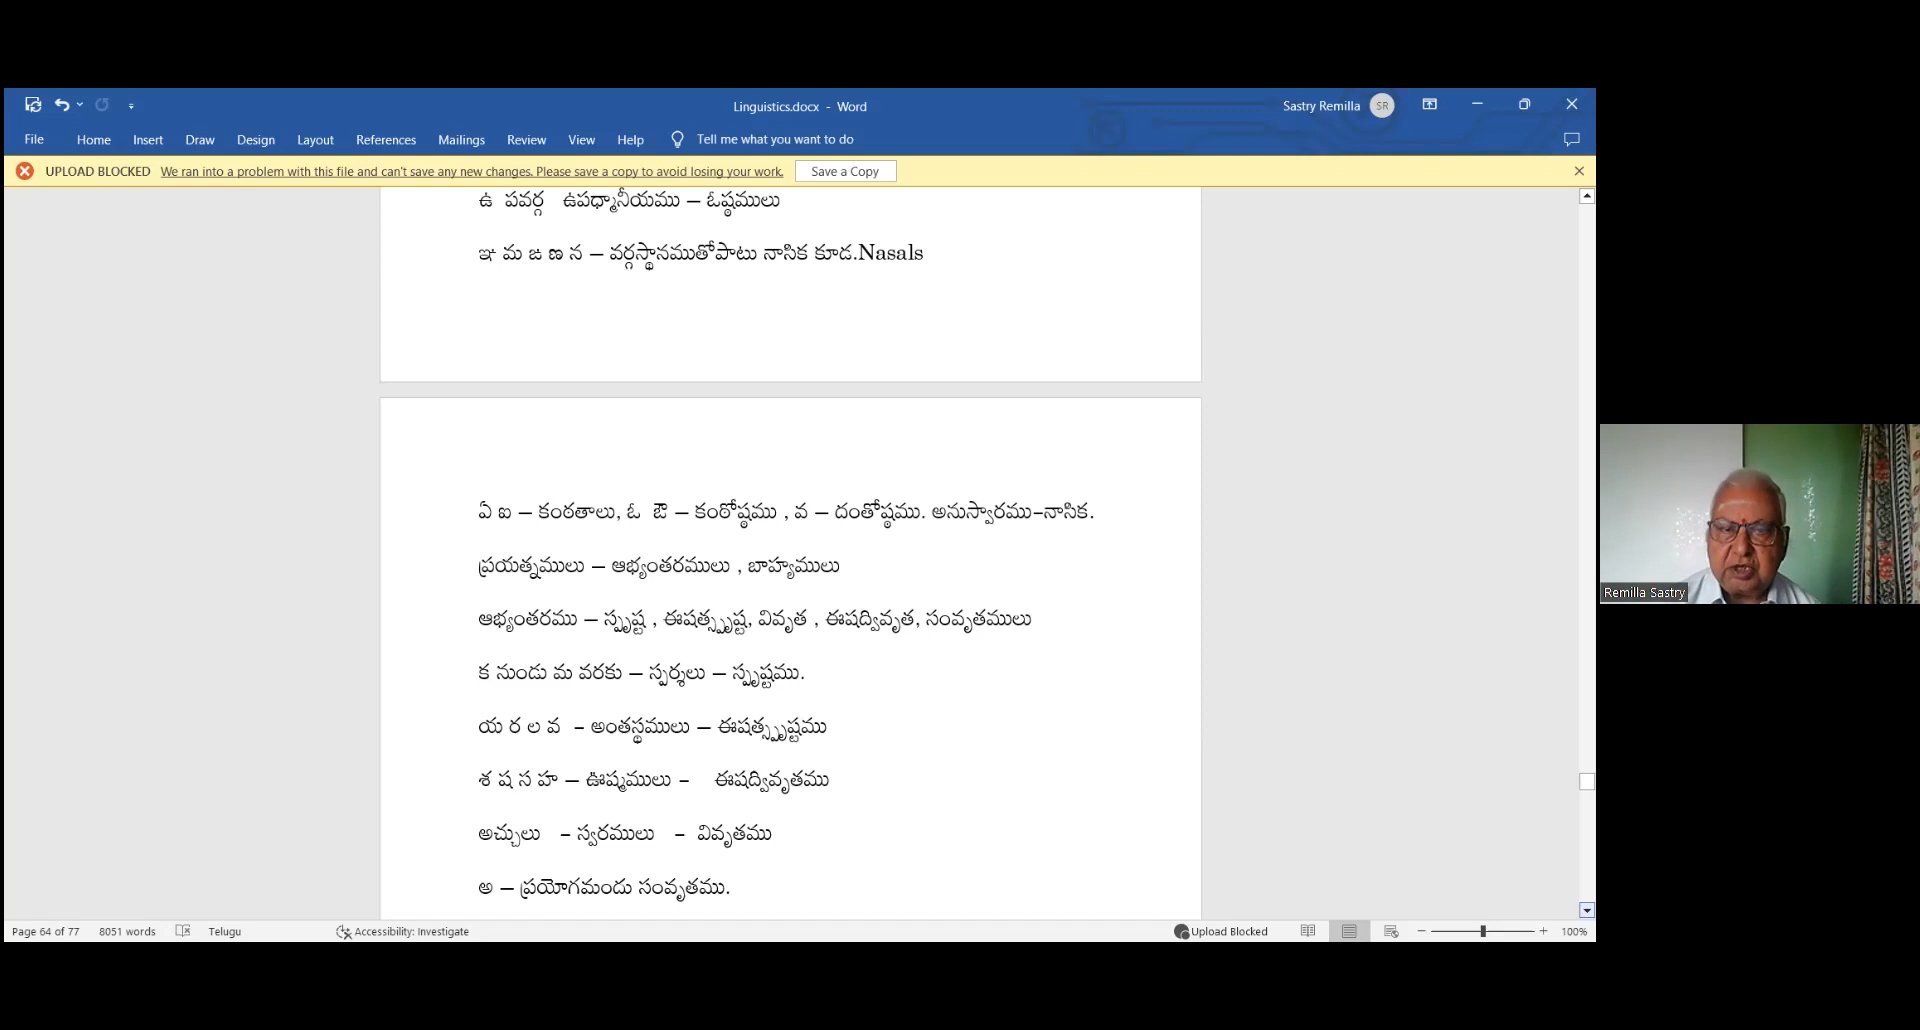 Linguistics.docx - Word
Sastry Remilla SR
File Home Insert Draw Design Layout References Mailings Review View Help Tell me what you want to do
UPLOAD BLOCKED We ran into a problem with this file and can't save any new changes. Please save a copy to avoid losing your work. Save a Copy
ఉ పవర్గ ఉపధ్మానీయము – ఓష్ఠములు
ఞ మ ఙ ణ న – వర్గస్థానముతోపాటు నాసిక కూడ.Nasals
ఏ ఐ – కంఠతాలు, ఓ ఔ – కంఠోష్ఠము , వ – దంతోష్ఠము. అనుస్వారము-నాసిక.
ప్రయత్నములు – ఆభ్యంతరములు , బాహ్యములు
ఆభ్యంతరము – స్పృష్ట , ఈషత్స్పృష్ట, వివృత , ఈషద్వివృత, సంవృతములు
క నుండు మ వరకు – స్పర్శలు – స్పృష్టము.
య ర ల వ - అంతస్థములు – ఈషత్స్పృష్టము
శ ష స హ – ఊష్మములు - ఈషద్వివృతము
అచ్చులు - స్వరములు - వివృతము
అ – ప్రయోగమందు సంవృతము.
Remilla Sastry
Page 64 of 77 8051 words Telugu Accessibility: Investigate Upload Blocked 100%